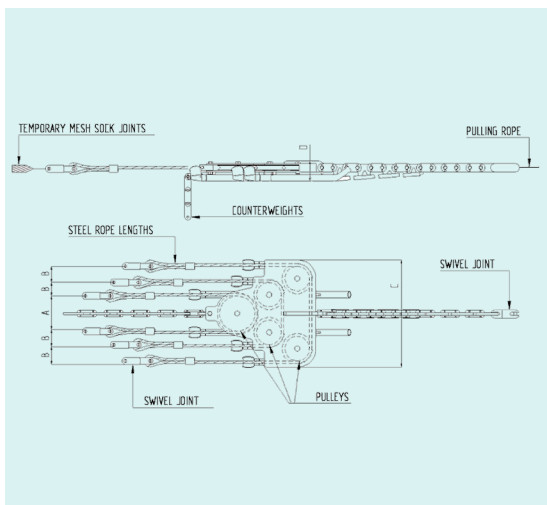 TEMPORARY MESH SOCK JOINTS
PULLING ROPE
D
COUNTERWEIGHTS
STEEL ROPE LENGTHS
SWIVEL JOINT
B
B
A
B
B
C
PULLEYS
SWIVEL JOINT